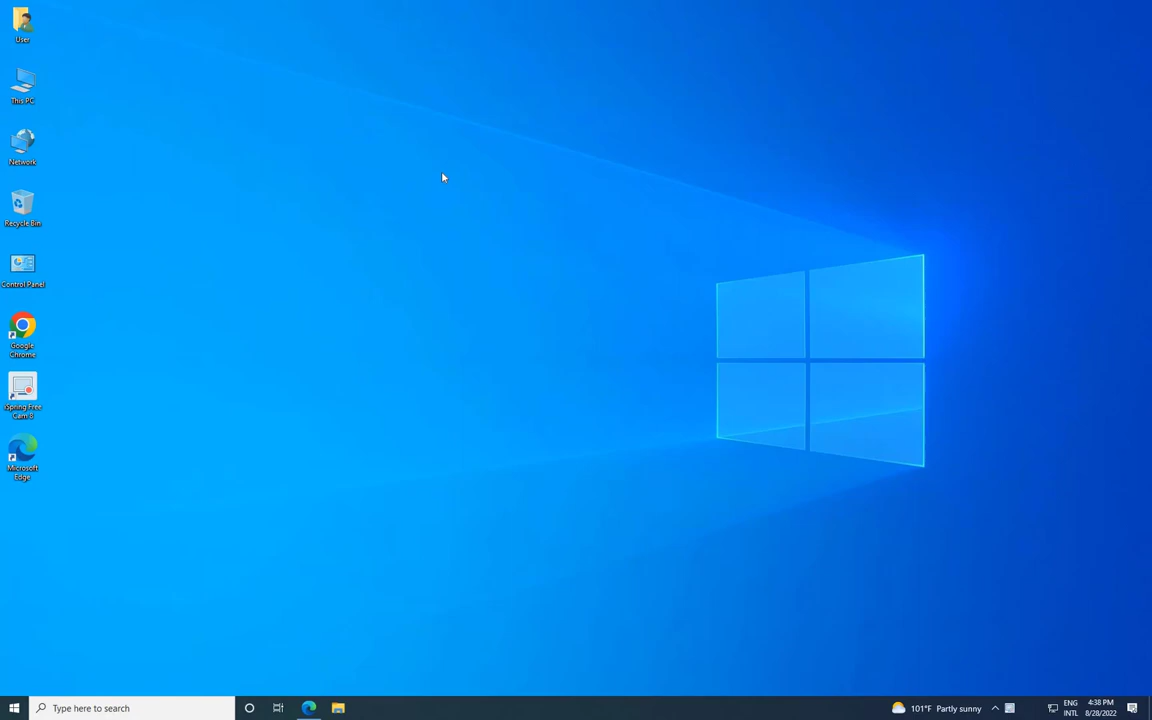 User
This PC
Network
Recycle Bin
Control Panel
Google
Chrome
iSpring Free
Cam 8
Microsoft
Edge
Type here to search
101°F Partly sunny
ENG
INTL
4:38 PM
8/28/2022